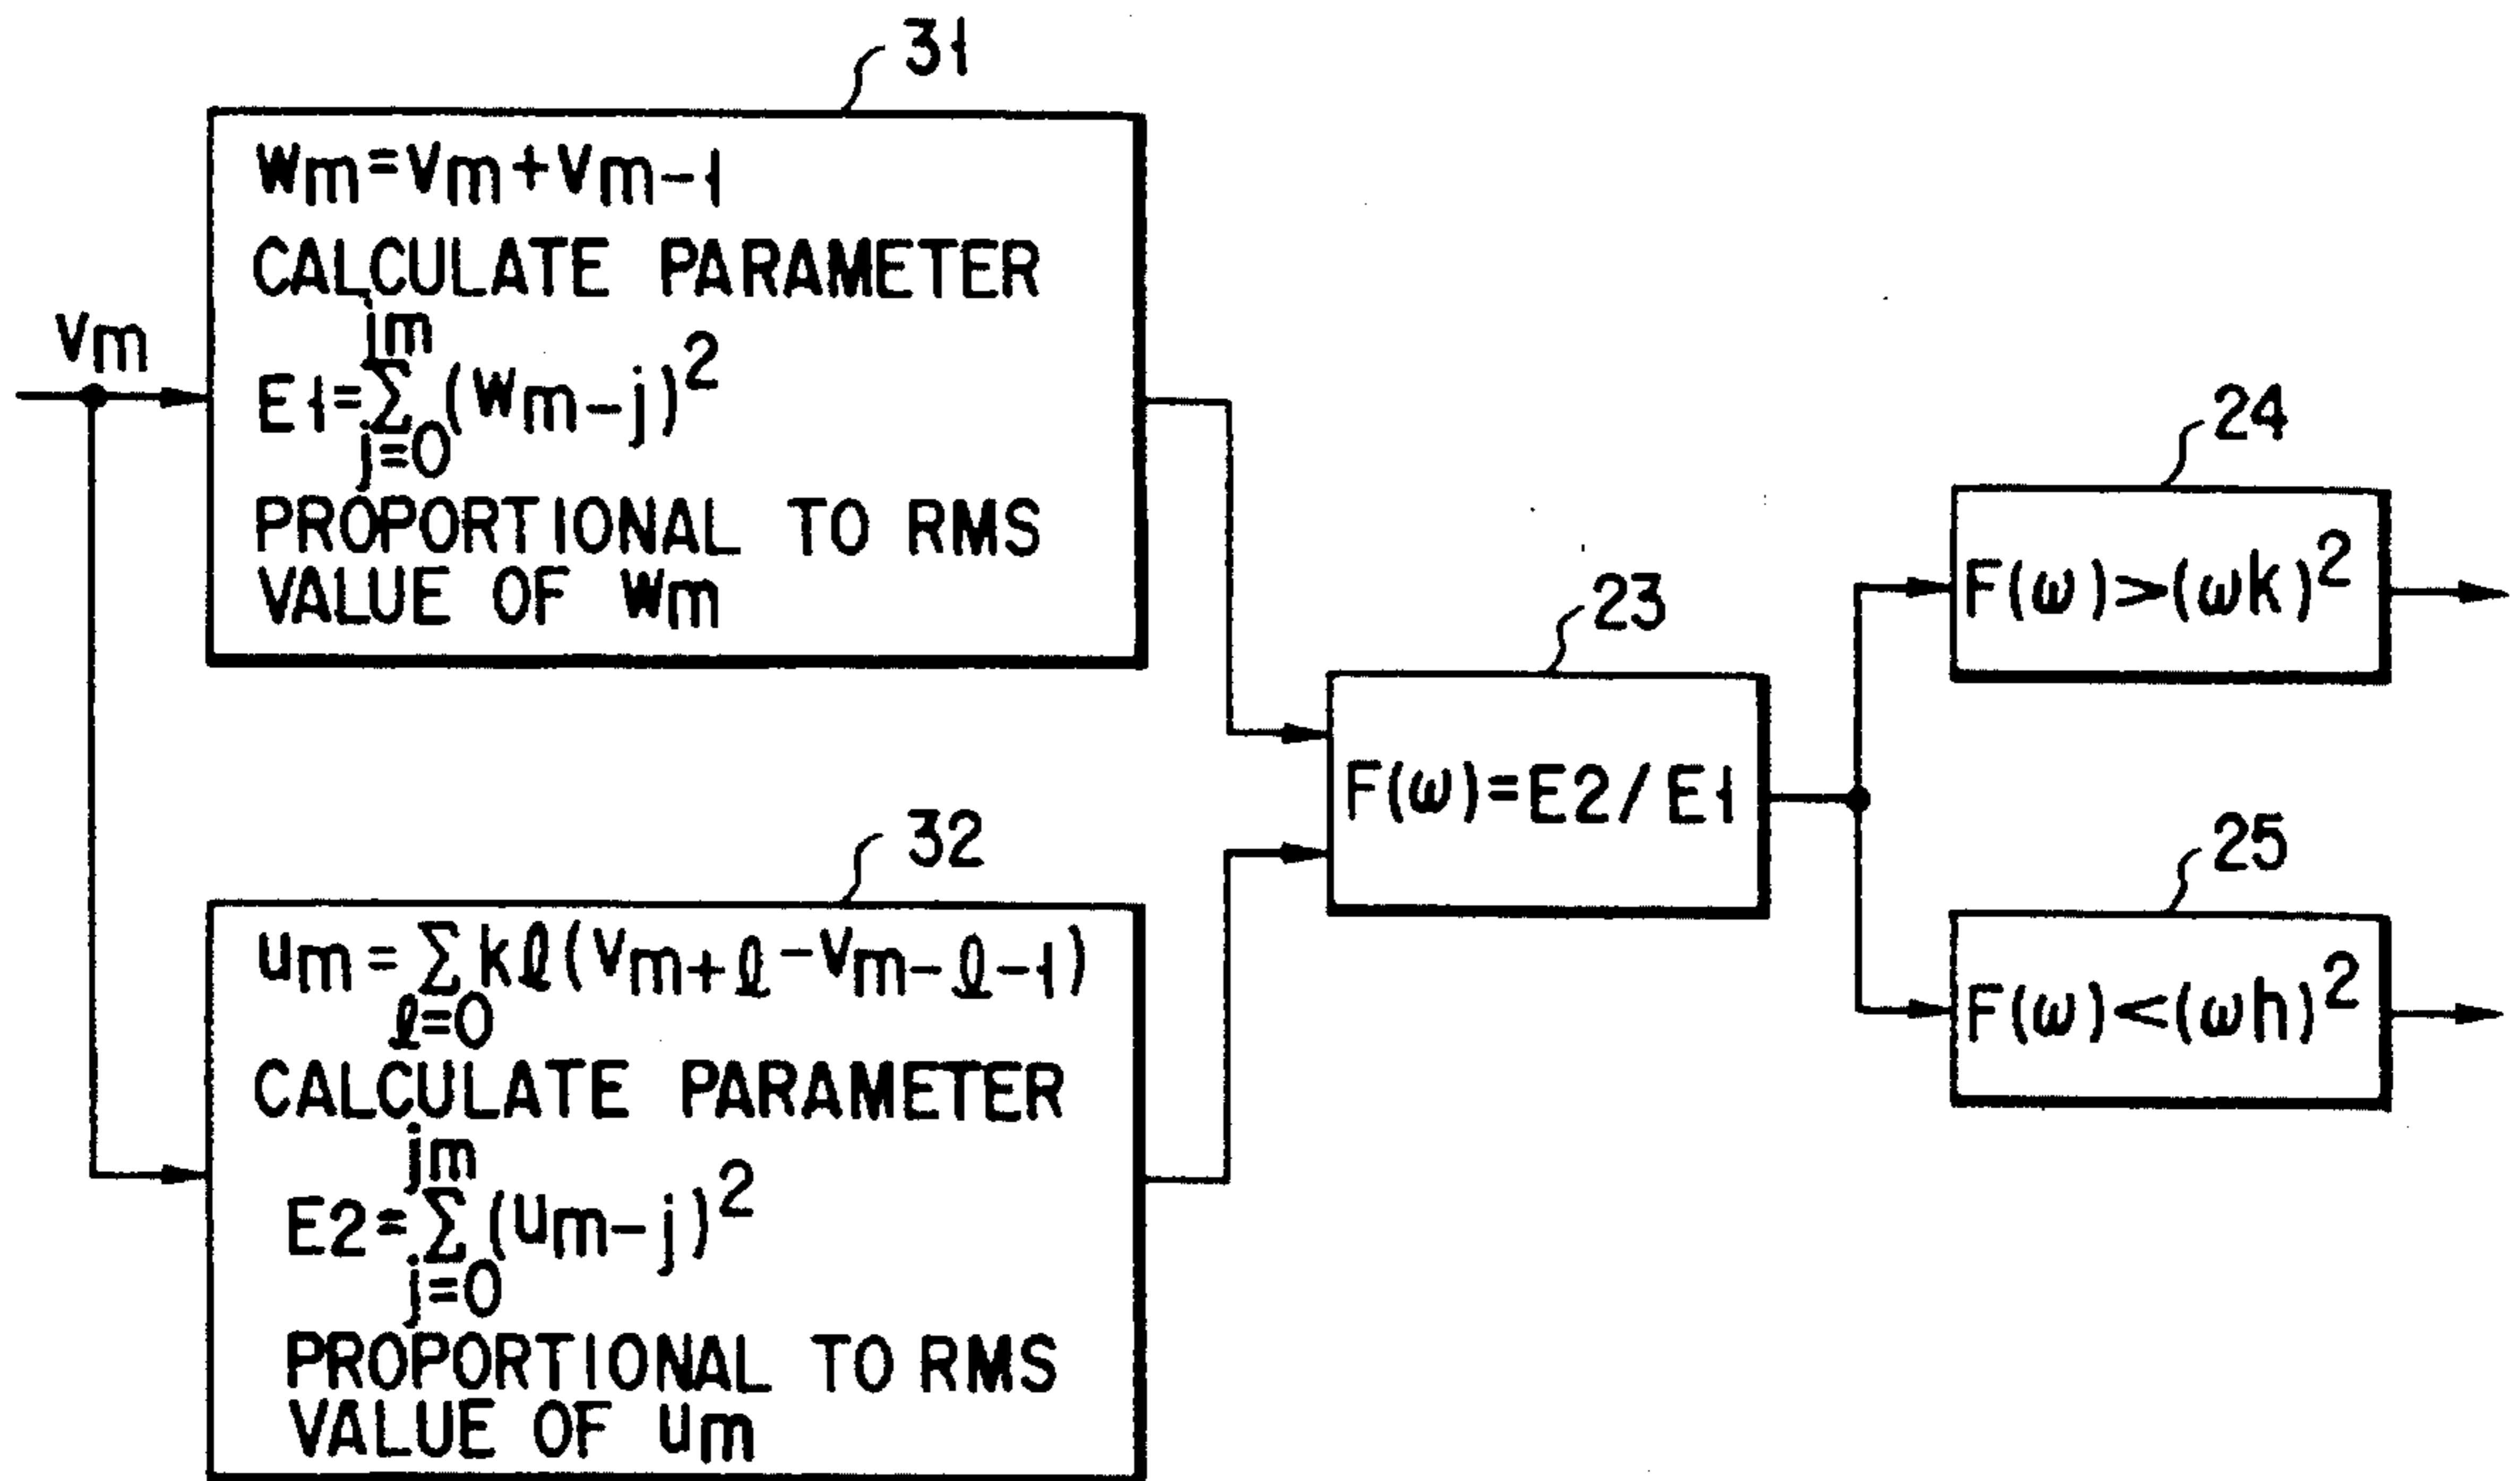 31
Wm=Vm+Vm-1
CALCULATE PARAMETER
jm
E1=Σ(Wm-j)²
j=0
PROPORTIONAL TO RMS
VALUE OF Wm
Vm
24
F(ω)>(ωk)²
23
F(ω)=E2/E1
25
F(ω)<(ωh)²
32
um=Σkℓ(Vm+ℓ-Vm-ℓ-1)
ℓ=0
CALCULATE PARAMETER
jm
E2=Σ(um-j)²
j=0
PROPORTIONAL TO RMS
VALUE OF um